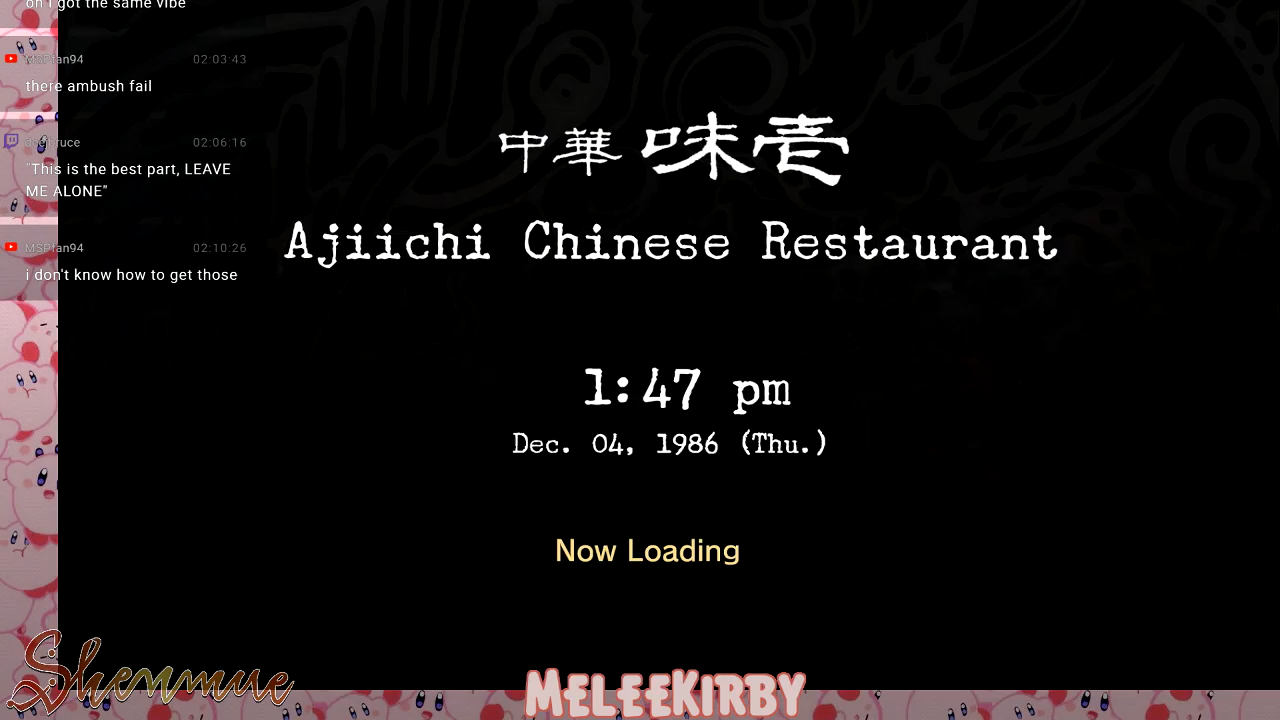 oh i got the same vibe
MSPfan94 02:03:43
there ambush fail
02:06:16
"This is the best part, LEAVE
ME ALONE"
MSPfan94 02:10:26
i don't know how to get those
中華 味壱
Ajiichi Chinese Restaurant
1:47 pm
Dec. 04, 1986 (Thu.)
Now Loading
Shenmue
MELEEKIRBY